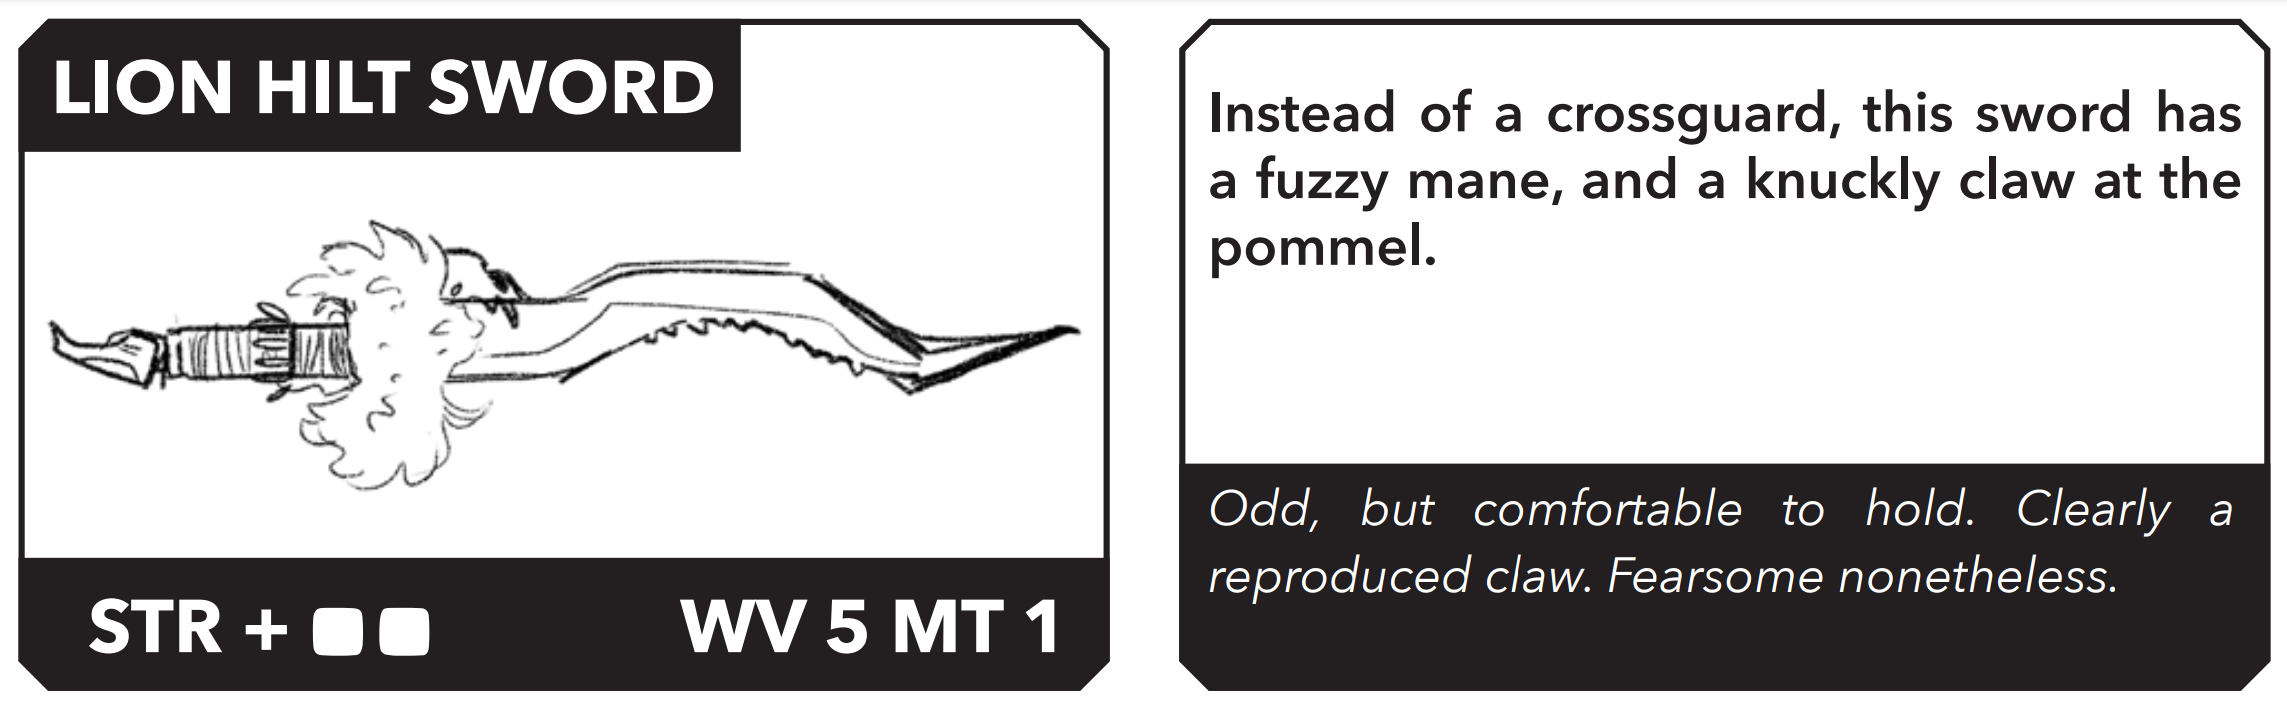 LION HILT SWORD
STR +
WV 5 MT 1
Instead of a crossguard, this sword has
a fuzzy mane, and a knuckly claw at the
pommel.
Odd, but comfortable to hold. Clearly a
reproduced claw. Fearsome nonetheless.